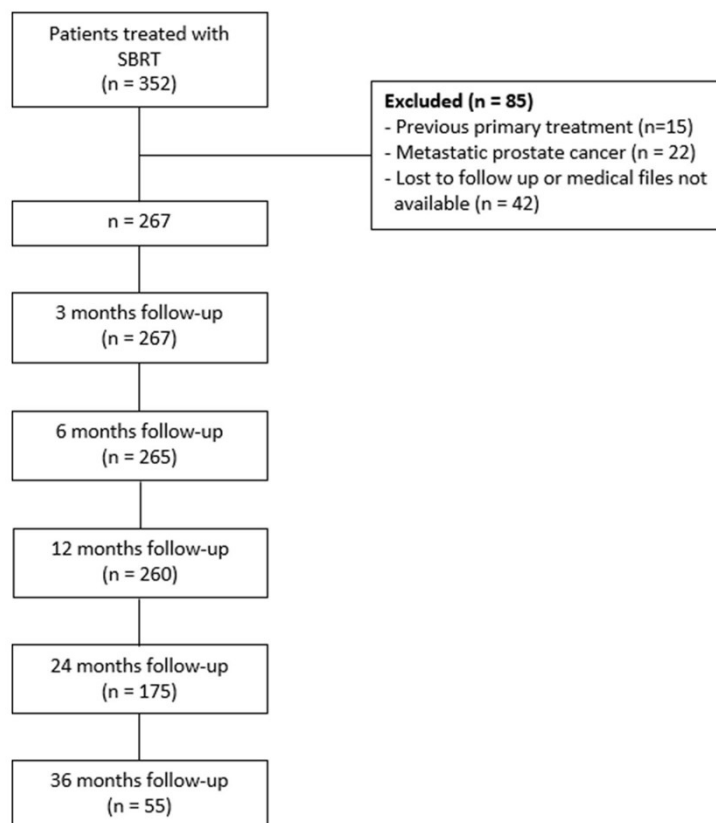 Patients treated with
SBRT
(n = 352)
Excluded (n = 85)
- Previous primary treatment (n=15)
- Metastatic prostate cancer (n = 22)
- Lost to follow up or medical files not
available (n = 42)
n = 267
3 months follow-up
(n = 267)
6 months follow-up
(n = 265)
12 months follow-up
(n = 260)
24 months follow-up
(n = 175)
36 months follow-up
(n = 55)